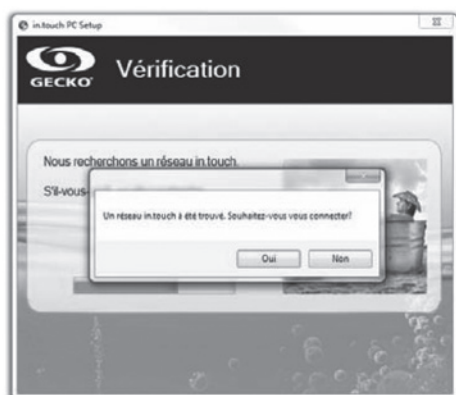 in.touch PC Setup
GECKO
Vérification
Nous recherchons un réseau in.touch.
S'il-vous-
Un réseau in.touch à été trouvé. Souhaitez-vous vous connecter?
Oui
Non